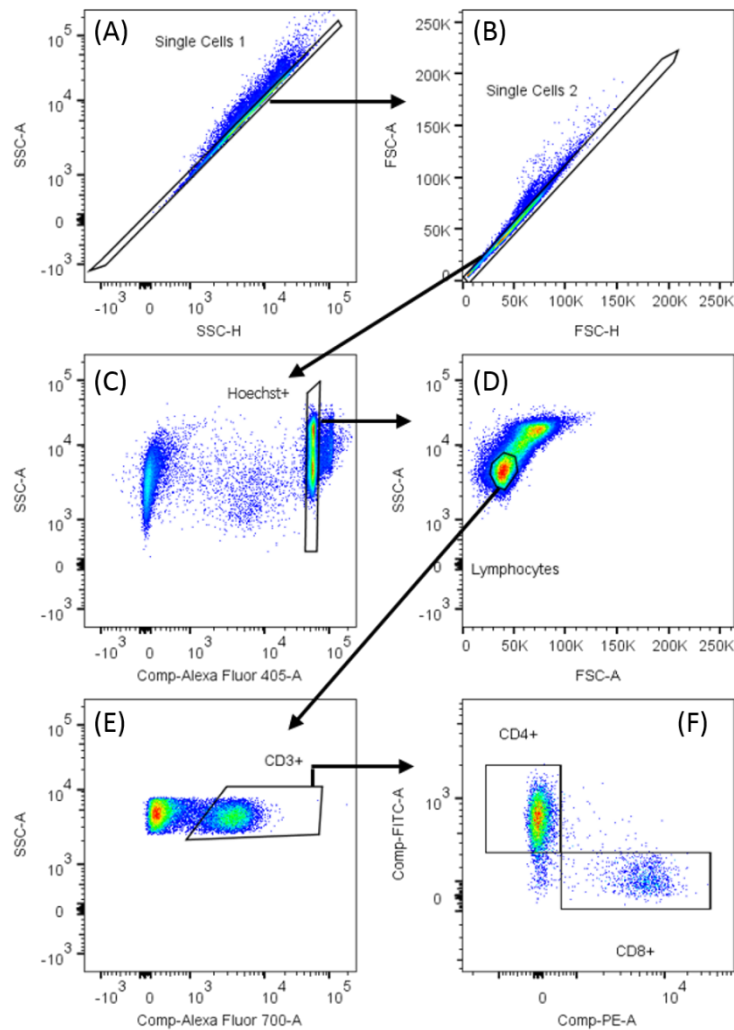 (A)
Single Cells 1
SSC-A
10^5
10^4
10^3
0
-10^3
-10^3 0 10^3 10^4 10^5
SSC-H
(B)
Single Cells 2
FSC-A
250K
200K
150K
100K
50K
0
0 50K 100K 150K 200K 250K
FSC-H
(C)
Hoechst+
SSC-A
10^5
10^4
10^3
0
-10^3
-10^3 0 10^3 10^4 10^5
Comp-Alexa Fluor 405-A
(D)
Lymphocytes
SSC-A
10^5
10^4
10^3
0
-10^3
0 50K 100K 150K 200K 250K
FSC-A
(E)
CD3+
SSC-A
10^5
10^4
10^3
0
-10^3
-10^3 0 10^3 10^4 10^5
Comp-Alexa Fluor 700-A
(F)
CD4+
CD8+
Comp-FITC-A
10^3
0
0 10^4
Comp-PE-A